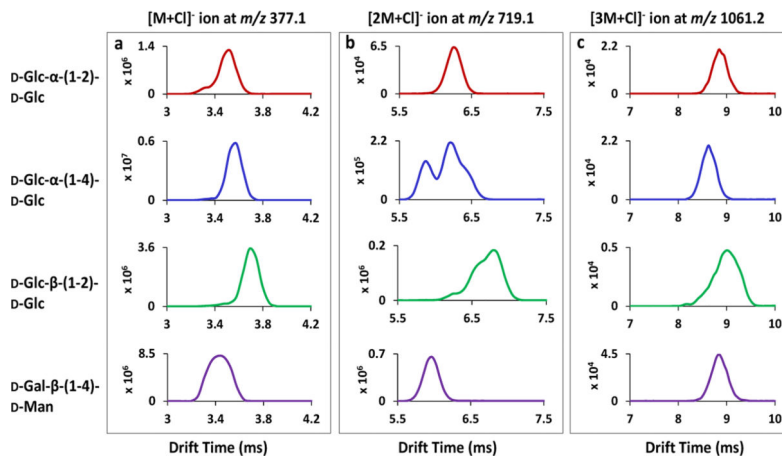 [M+Cl]⁻ ion at m/z 377.1 [2M+Cl]⁻ ion at m/z 719.1 [3M+Cl]⁻ ion at m/z 1061.2
a b c
D-Glc-α-(1-2)-
D-Glc
x 10⁶ 1.4 0 3 3.4 3.8 4.2
x 10⁴ 6.5 0 5.5 6.5 7.5
x 10⁴ 2.2 0 7 8 9 10
D-Glc-α-(1-4)-
D-Glc
x 10⁷ 0.6 0 3 3.4 3.8 4.2
x 10⁵ 2.2 0 5.5 6.5 7.5
x 10⁴ 2.2 0 7 8 9 10
D-Glc-β-(1-2)-
D-Glc
x 10⁶ 3.6 0 3 3.4 3.8 4.2
x 10⁶ 0.2 0 5.5 6.5 7.5
x 10⁴ 0.5 0 7 8 9 10
D-Gal-β-(1-4)-
D-Man
x 10⁶ 8.5 0 3 3.4 3.8 4.2
x 10⁶ 0.7 0 5.5 6.5 7.5
x 10⁴ 4.5 0 7 8 9 10
Drift Time (ms) Drift Time (ms) Drift Time (ms)